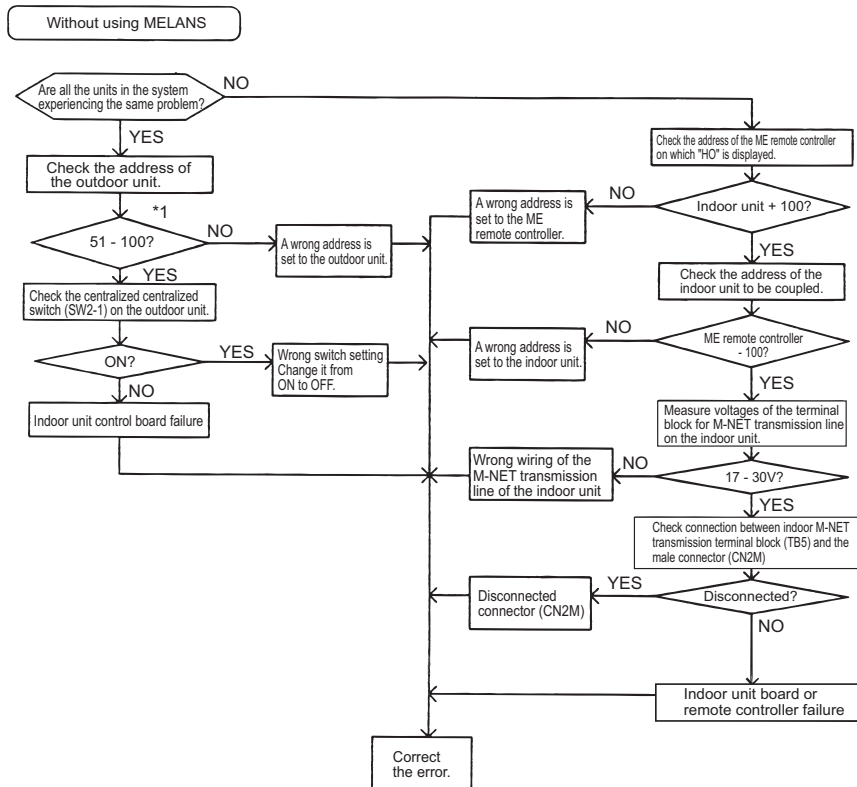 Without using MELANS
Are all the units in the system
experiencing the same problem?
NO
YES
Check the address of
the outdoor unit.
*1
51 - 100?
NO
A wrong address is
set to the outdoor unit.
YES
Check the centralized centralized
switch (SW2-1) on the outdoor unit.
ON?
YES
Wrong switch setting
Change it from
ON to OFF.
NO
Indoor unit control board failure
Check the address of the ME remote controller
on which "HO" is displayed.
Indoor unit + 100?
NO
A wrong address is
set to the ME
remote controller.
YES
Check the address of the
indoor unit to be coupled.
ME remote controller
- 100?
NO
A wrong address is
set to the indoor unit.
YES
Measure voltages of the terminal
block for M-NET transmission line
on the indoor unit.
17 - 30V?
NO
Wrong wiring of the
M-NET transmission
line of the indoor unit
YES
Check connection between indoor M-NET
transmission terminal block (TB5) and the
male connector (CN2M)
Disconnected?
YES
Disconnected
connector (CN2M)
NO
Indoor unit board or
remote controller failure
Correct
the error.